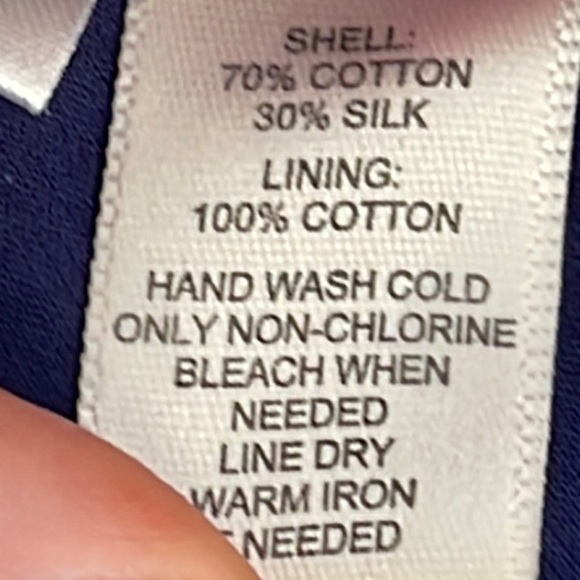 SHELL:
70% COTTON
30% SILK
LINING:
100% COTTON
HAND WASH COLD
ONLY NON-CHLORINE
BLEACH WHEN
NEEDED
LINE DRY
WARM IRON
NEEDED